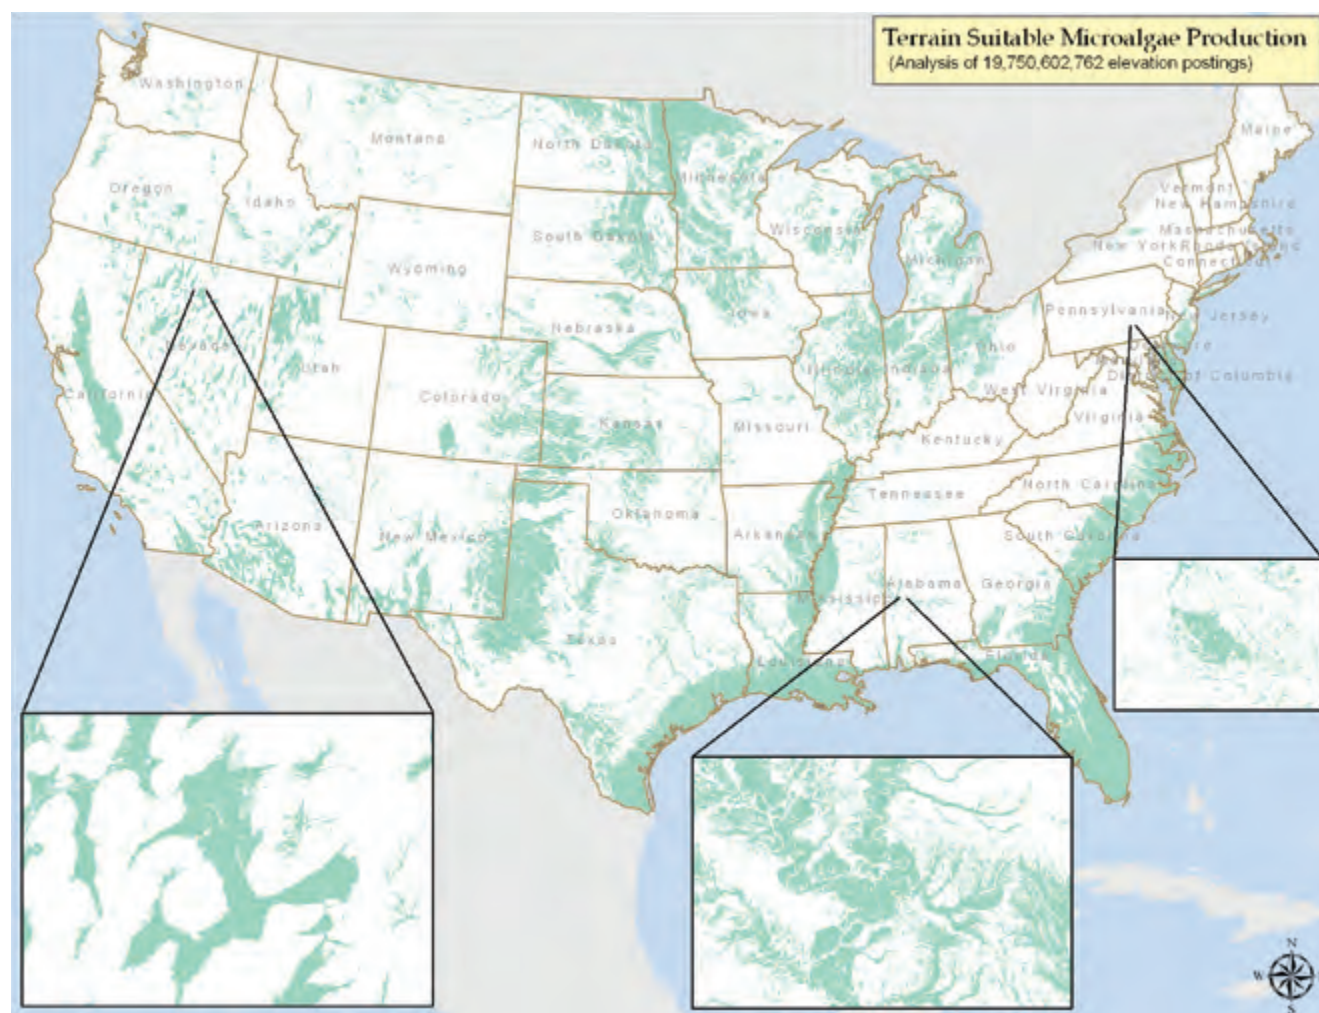 Terrain Suitable Microalgae Production
(Analysis of 19,750,602,762 elevation postings)
Washington
Montana
North Dakota
Minnesota
Maine
Oregon
Idaho
Vermont
New Hampshire
South Dakota
Wisconsin
Massachusetts
New York
Rhode Island
Wyoming
Michigan
Connecticut
Nebraska
Iowa
Pennsylvania
New Jersey
Nevada
Utah
Illinois
Indiana
Ohio
District of Columbia
California
Colorado
Kansas
Missouri
West Virginia
Virginia
Kentucky
Tennessee
North Carolina
Arizona
New Mexico
Oklahoma
Arkansas
South Carolina
Mississippi
Alabama
Georgia
Texas
Louisiana
Florida
N
W
S